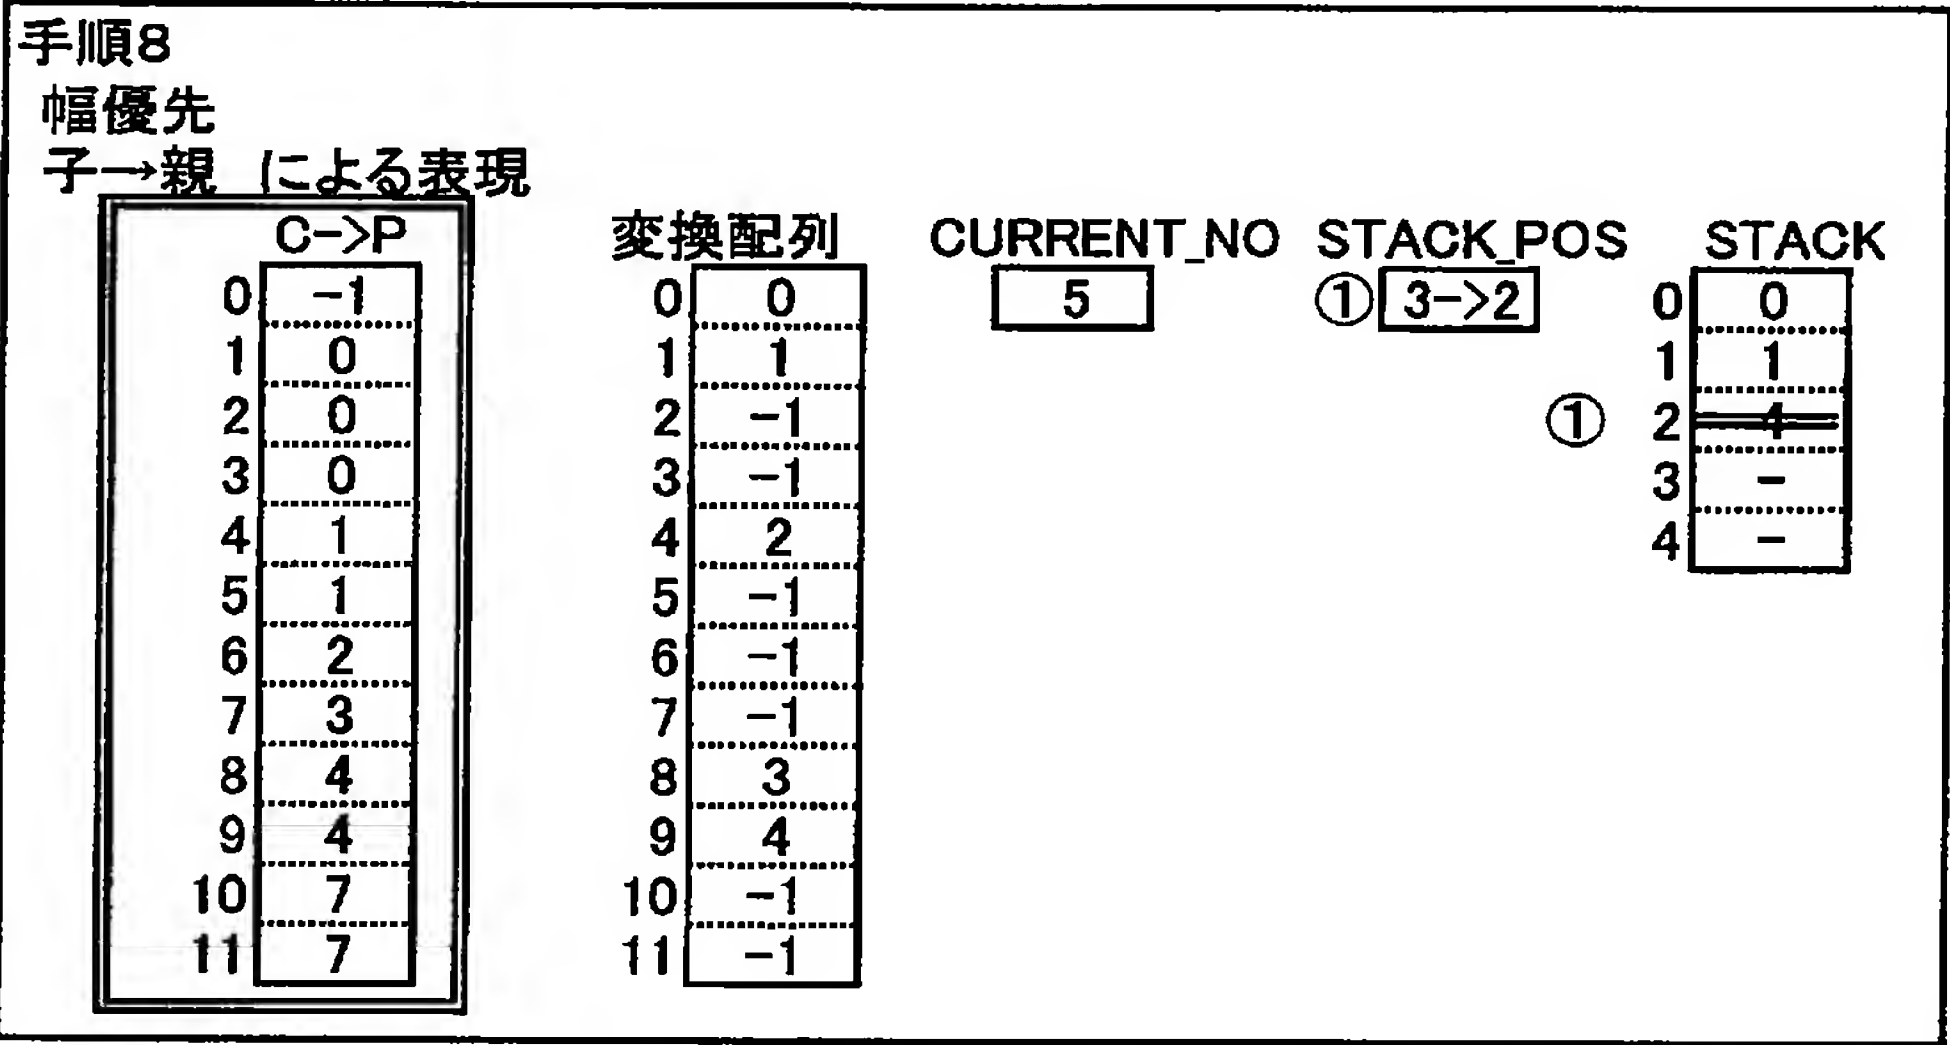 手順8
幅優先
子→親 による表現
C->P 変換配列 CURRENT_NO STACK_POS STACK
0 -1 0 0 5 ① 3->2 0 0
1 0 1 1 1 1
2 0 2 -1 ① 2 4
3 0 3 -1 3 -
4 1 4 2 4 -
5 1 5 -1
6 2 6 -1
7 3 7 -1
8 4 8 3
9 4 9 4
10 7 10 -1
11 7 11 -1